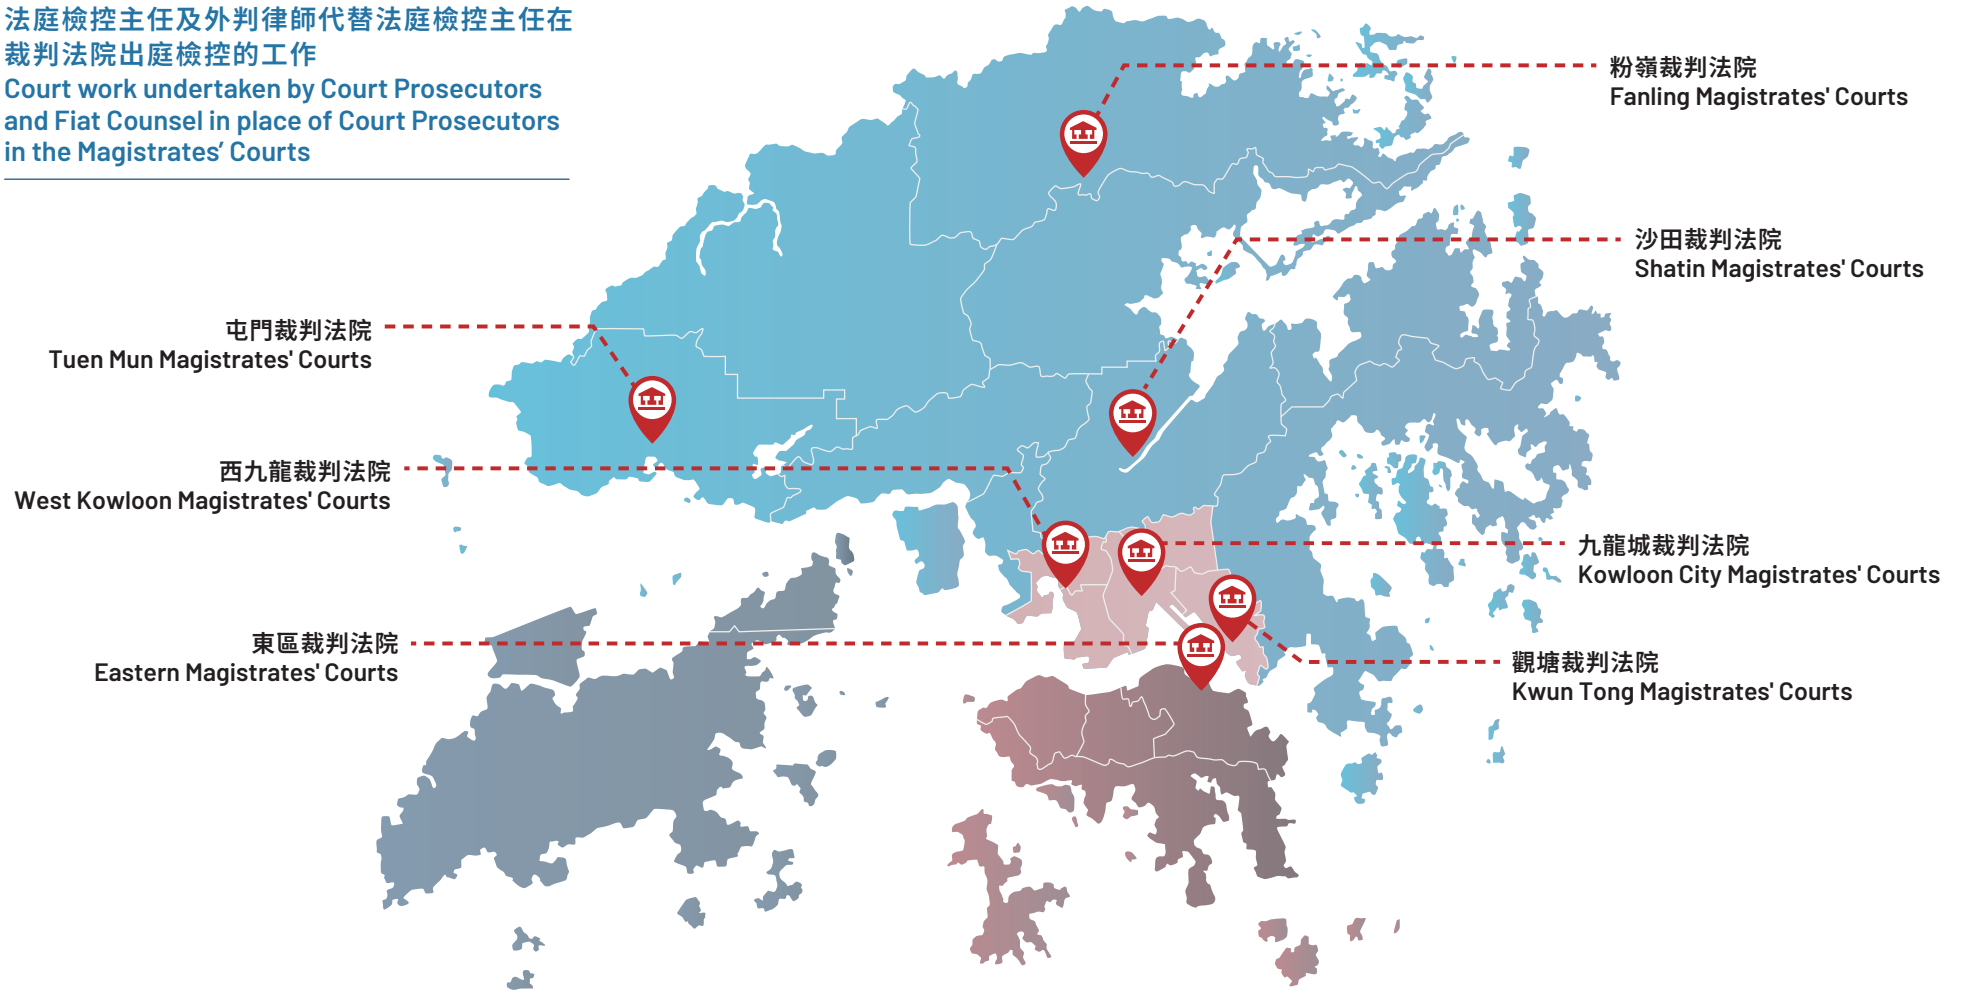 法庭檢控主任及外判律師代替法庭檢控主任在
裁判法院出庭檢控的工作
Court work undertaken by Court Prosecutors
and Fiat Counsel in place of Court Prosecutors
in the Magistrates’ Courts
粉嶺裁判法院
Fanling Magistrates' Courts
沙田裁判法院
Shatin Magistrates' Courts
屯門裁判法院
Tuen Mun Magistrates' Courts
西九龍裁判法院
West Kowloon Magistrates' Courts
九龍城裁判法院
Kowloon City Magistrates' Courts
東區裁判法院
Eastern Magistrates' Courts
觀塘裁判法院
Kwun Tong Magistrates' Courts